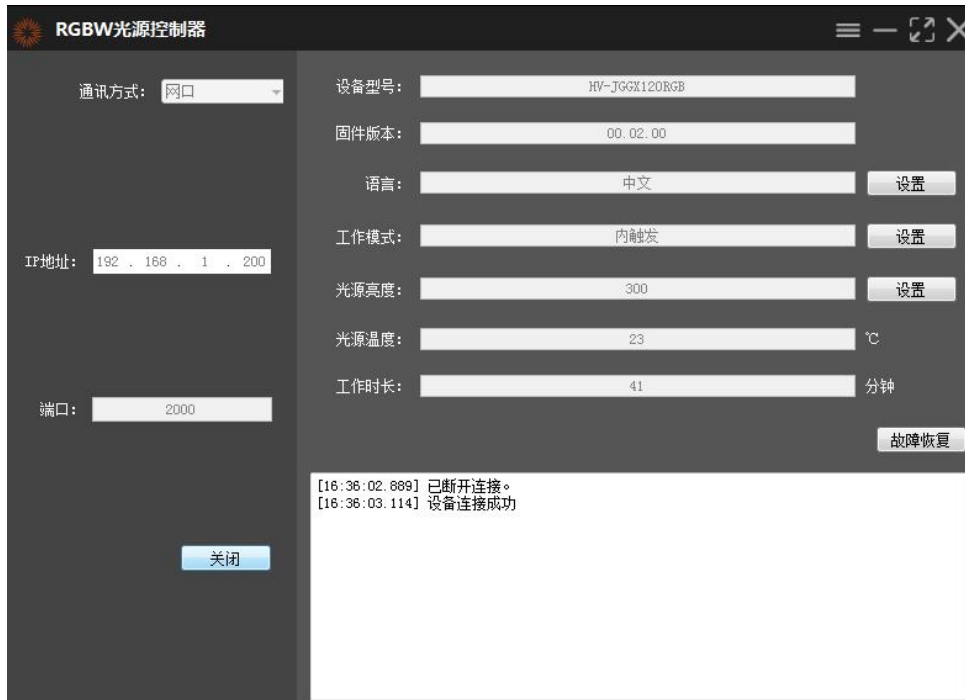 RGBW光源控制器
通讯方式： 网口
IP地址： 192 . 168 . 1 . 200
端口： 2000
关闭
设备型号： HV-JGGX120RGB
固件版本： 00.02.00
语言： 中文 设置
工作模式： 内触发 设置
光源亮度： 300 设置
光源温度： 23 ℃
工作时长： 41 分钟
故障恢复
[16:36:02.889] 已断开连接。
[16:36:03.114] 设备连接成功